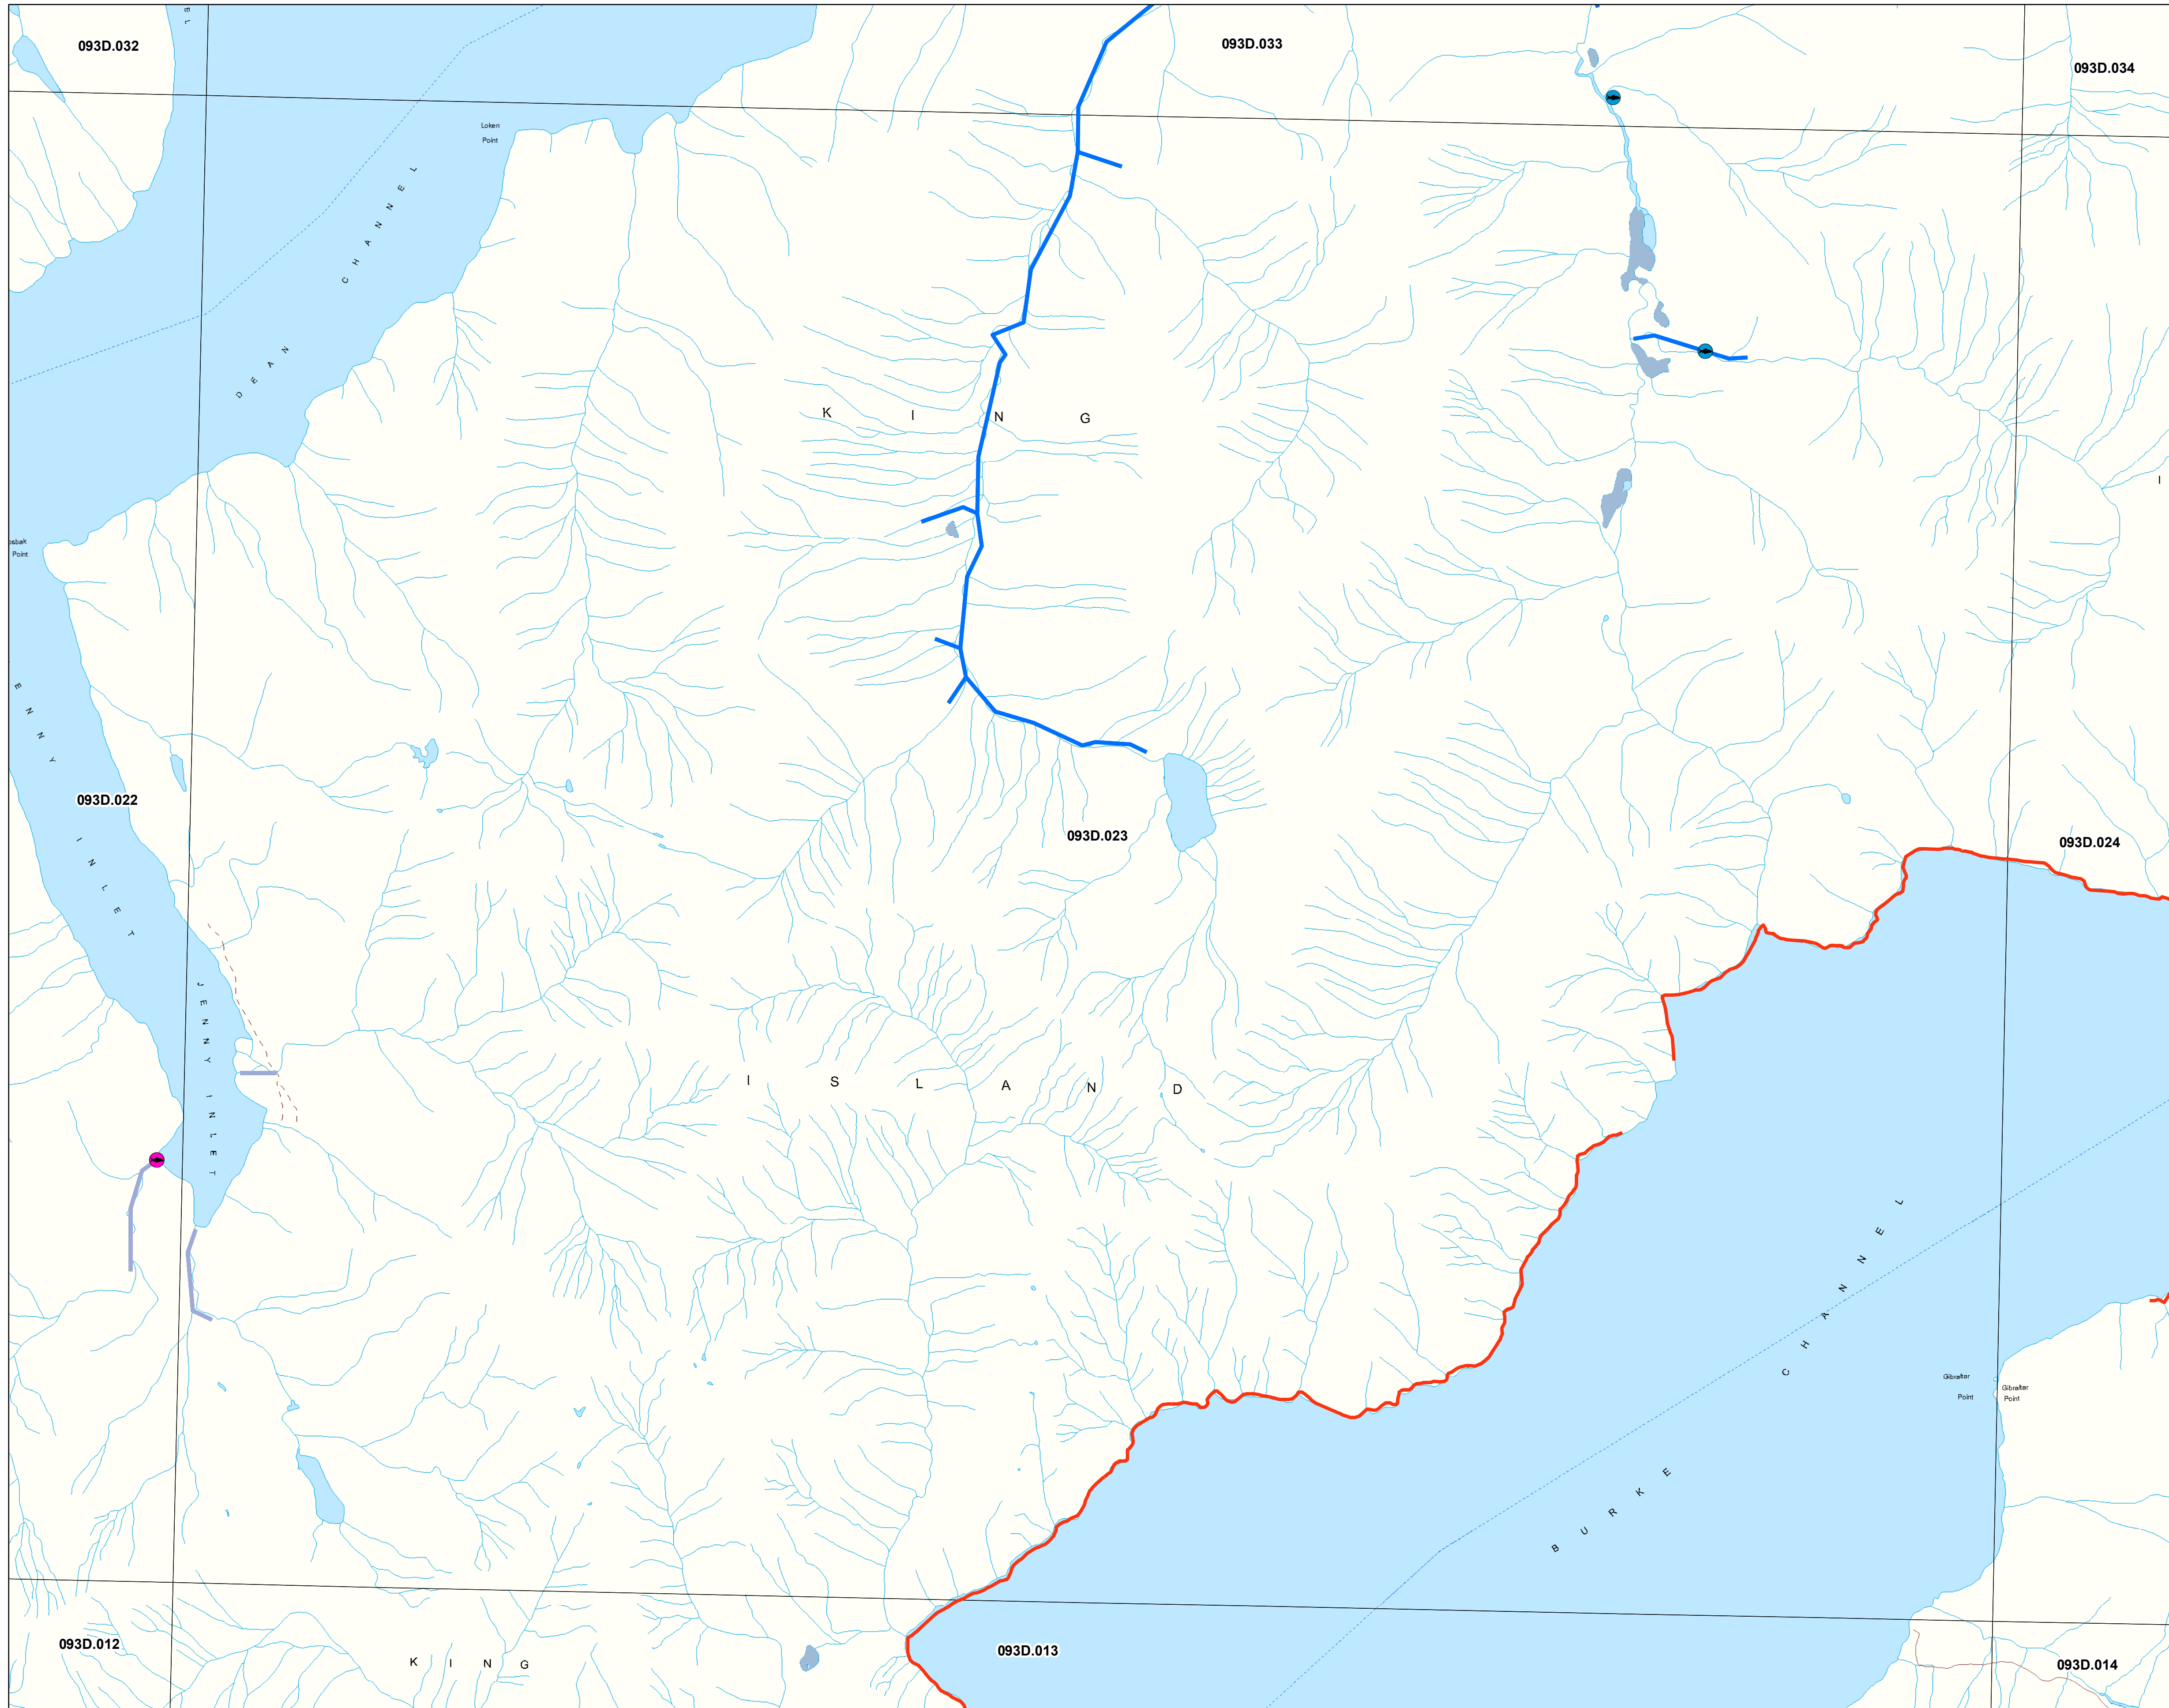 093D.032
093D.033
093D.034
Loken
Point
DEAN CHANNEL
KING
I
Point
ENNY INLET
093D.022
093D.023
093D.024
JENNY INLET
ISLAND
BURKE CHANNEL
Gibraltar
Point
Gibraltar
Point
093D.012
KING
093D.013
093D.014